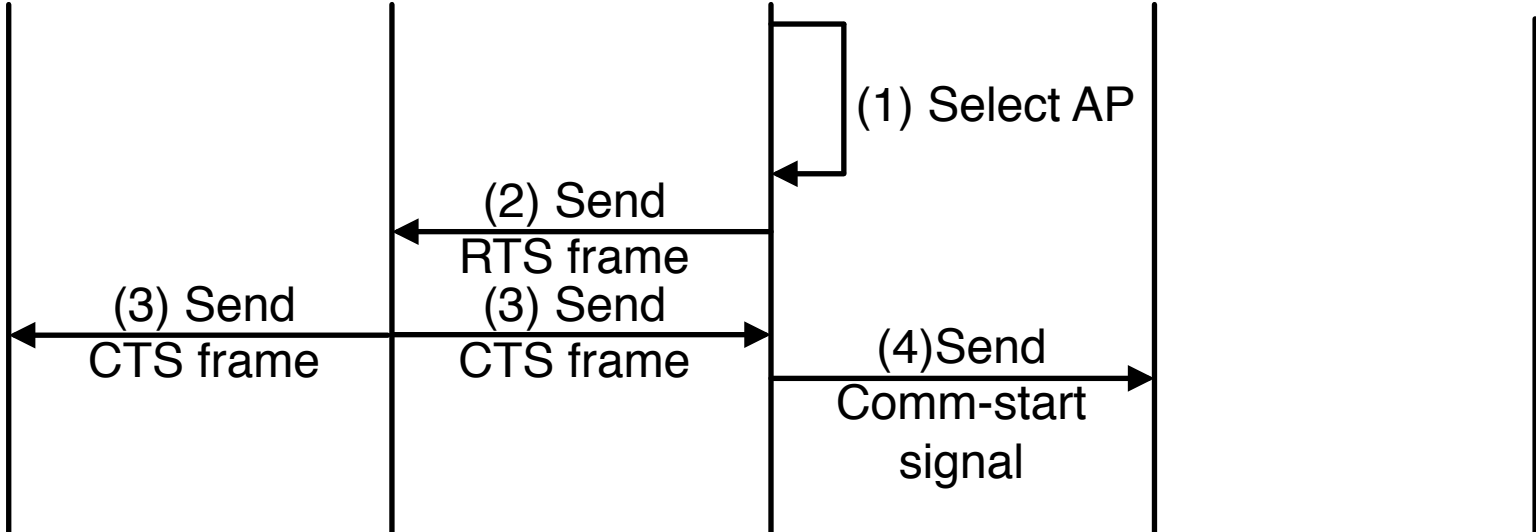 (1) Select AP
(2) Send
RTS frame
(3) Send
CTS frame
(3) Send
CTS frame
(4)Send
Comm-start
signal